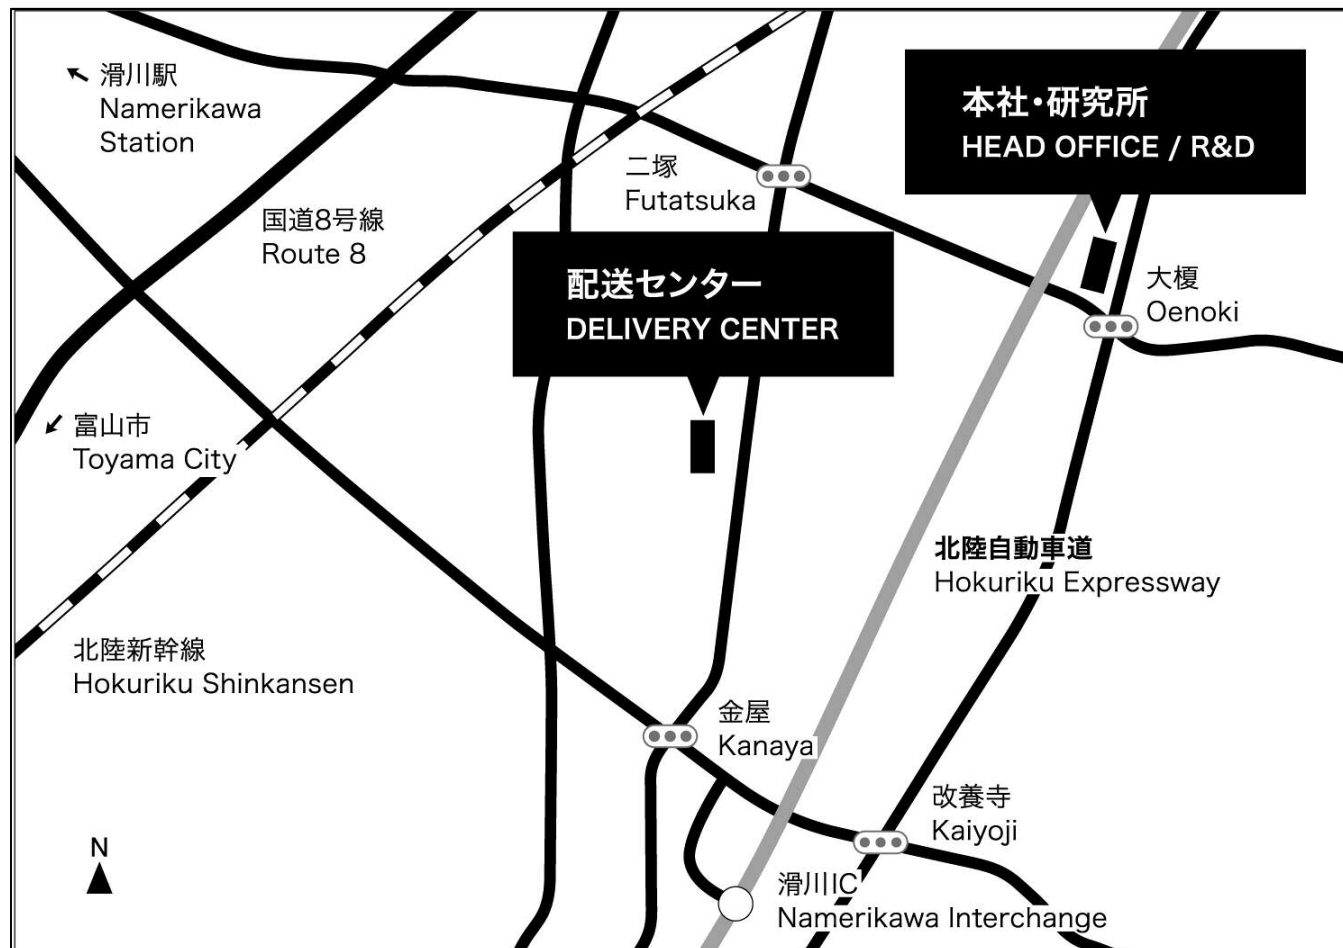 滑川駅
Namerikawa
Station
本社・研究所
HEAD OFFICE / R&D
二塚
Futatsuka
国道8号線
Route 8
配送センター
DELIVERY CENTER
大榎
Oenoki
富山市
Toyama City
北陸自動車道
Hokuriku Expressway
北陸新幹線
Hokuriku Shinkansen
金屋
Kanaya
改養寺
Kaiyoji
N
滑川IC
Namerikawa Interchange